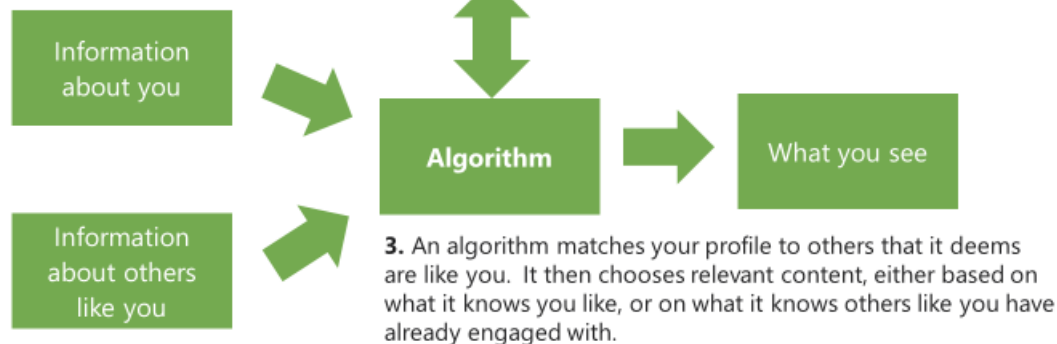 Information
about you
Algorithm
What you see
Information
about others
like you
3. An algorithm matches your profile to others that it deems
are like you. It then chooses relevant content, either based on
what it knows you like, or on what it knows others like you have
already engaged with.